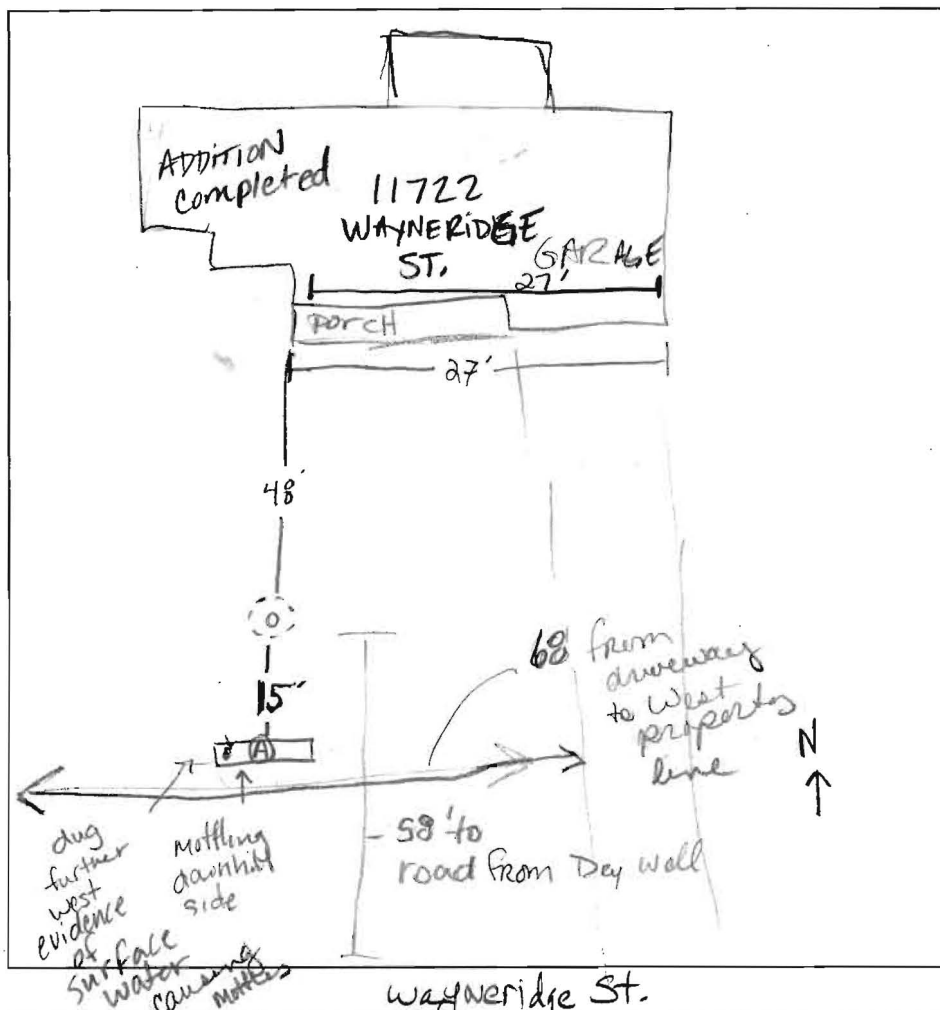 ADDITION
completed
11722
WAYNERIDGE
ST.
GARAGE
27'
PORCH
27'
48'
15'
A
68' from
driveway
to West
property
line
N
58' to
road from Dry well
dug
further
west
evidence
of
surface
water
causing
mottles
mottling
downhill
side
Wayneridge St.